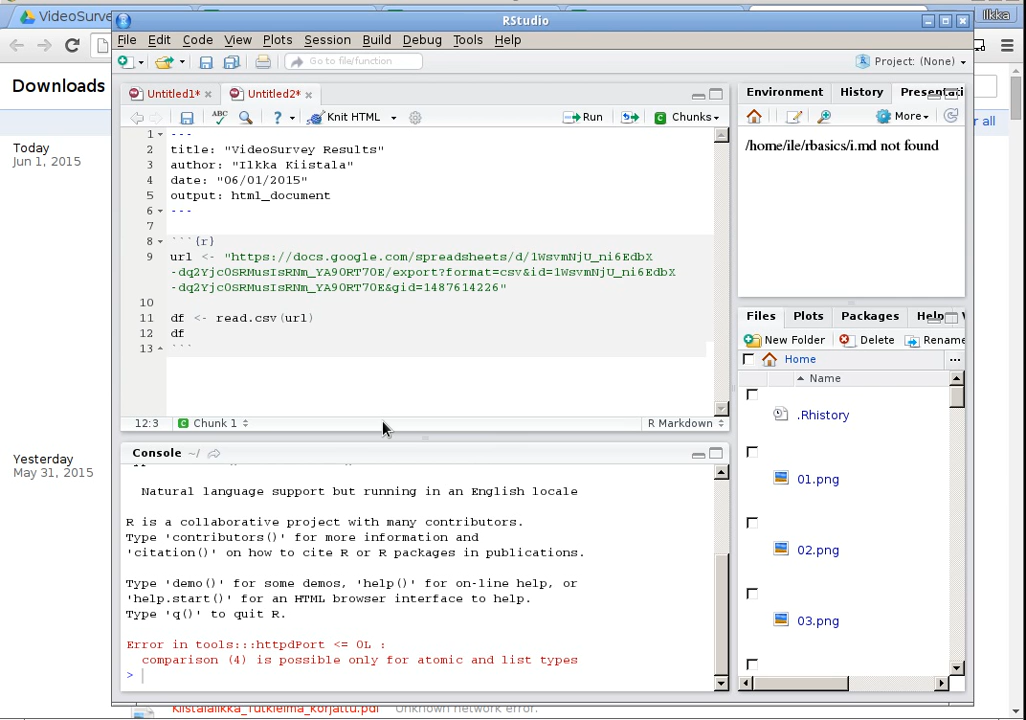 VideoSurve
RStudio
Ilkka
File Edit Code View Plots Session Build Debug Tools Help
Go to file/function
Project: (None)
Downloads
Untitled1* × Untitled2* ×
ABC
Knit HTML
Run
Chunks
Environment History Presentati
More
/home/ile/rbasics/i.md not found
r all
Today
Jun 1, 2015
1 ---
2 title: "VideoSurvey Results"
3 author: "Ilkka Kiistala"
4 date: "06/01/2015"
5 output: html_document
6 ---
7
8 ```{r}
9 url <- "https://docs.google.com/spreadsheets/d/1WsvmNjU_ni6EdbX
-dq2YjcOSRMusIsRNm_YA9ORT7OE/export?format=csv&id=1WsvmNjU_ni6EdbX
-dq2YjcOSRMusIsRNm_YA9ORT7OE&gid=1487614226"
10
11 df <- read.csv(url)
12 df
13 ```
12:3 C Chunk 1 R Markdown
Files Plots Packages Help
New Folder Delete Rename
Home ...
Name
.Rhistory
01.png
02.png
03.png
Yesterday
May 31, 2015
Console ~/
Natural language support but running in an English locale
R is a collaborative project with many contributors.
Type 'contributors()' for more information and
'citation()' on how to cite R or R packages in publications.
Type 'demo()' for some demos, 'help()' for on-line help, or
'help.start()' for an HTML browser interface to help.
Type 'q()' to quit R.
Error in tools:::httpdPort <= 0L :
comparison (4) is possible only for atomic and list types
>
KiistalaIlkka_Tutkielma_korjattu.pdf Unknown network error.